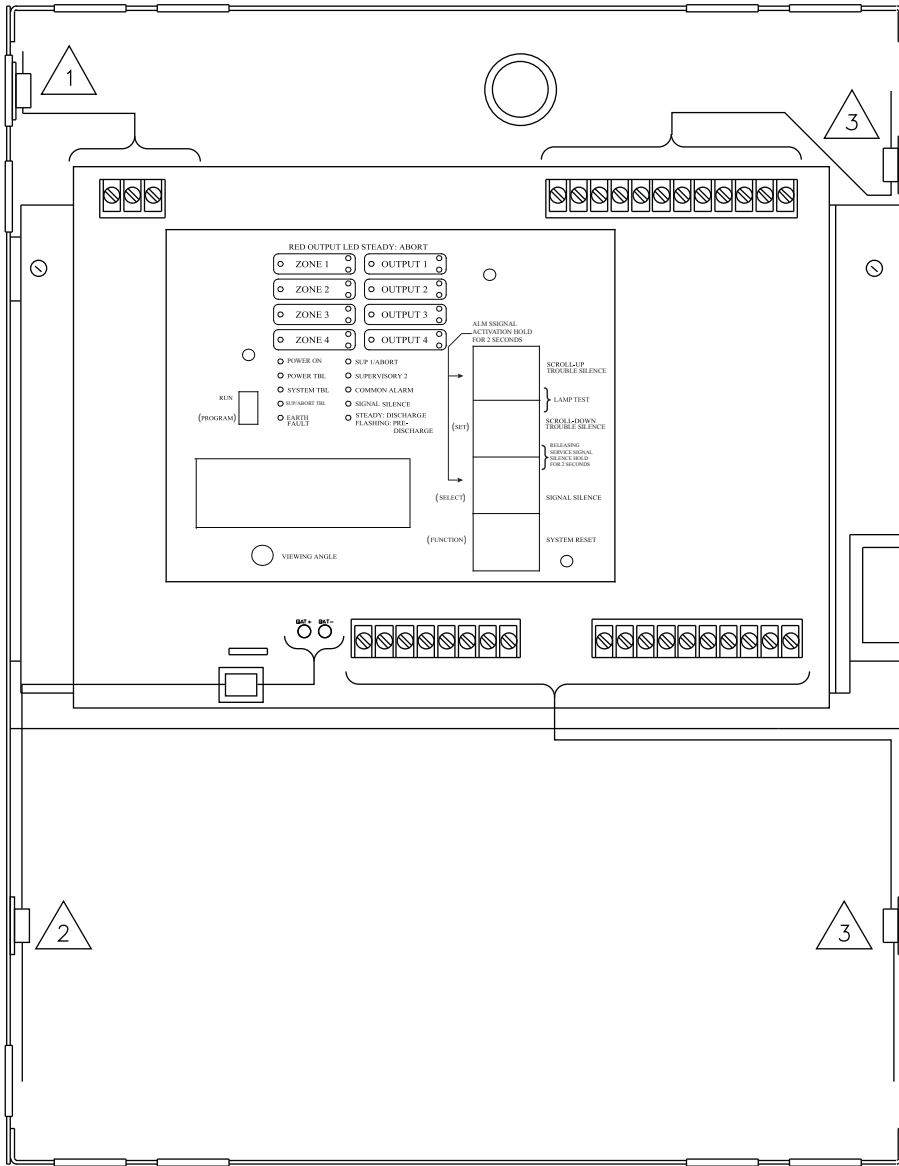 1
3
RED OUTPUT LED STEADY: ABORT
ZONE 1
OUTPUT 1
ZONE 2
OUTPUT 2
ZONE 3
OUTPUT 3
ZONE 4
OUTPUT 4
ALM SSIGNAL
ACTIVATION HOLD
FOR 2 SECONDS
POWER ON
SUP 1/ABORT
POWER TBL
SUPERVISORY 2
SYSTEM TBL
COMMON ALARM
SUP/ABORT TBL
SIGNAL SILENCE
EARTH
FAULT
STEADY: DISCHARGE
FLASHING: PRE-
DISCHARGE
RUN
(PROGRAM)
SCROLL-UP
TROUBLE SILENCE
LAMP TEST
(SET)
SCROLL-DOWN
TROUBLE SILENCE
RELEASING
SERVICE SIGNAL
SILENCE HOLD
FOR 2 SECONDS
(SELECT)
SIGNAL SILENCE
(FUNCTION)
SYSTEM RESET
VIEWING ANGLE
BAT+
BAT-
2
3